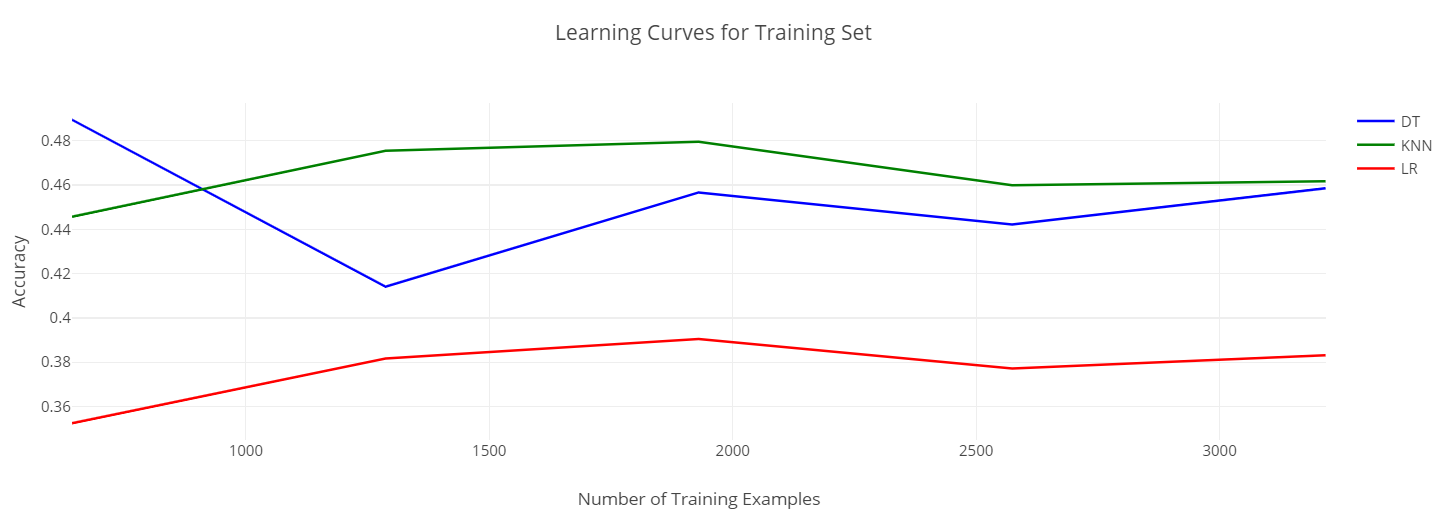 Learning Curves for Training Set
DT
KNN
LR
0.48
0.46
0.44
0.42
0.4
0.38
0.36
Accuracy
1000 1500 2000 2500 3000
Number of Training Examples